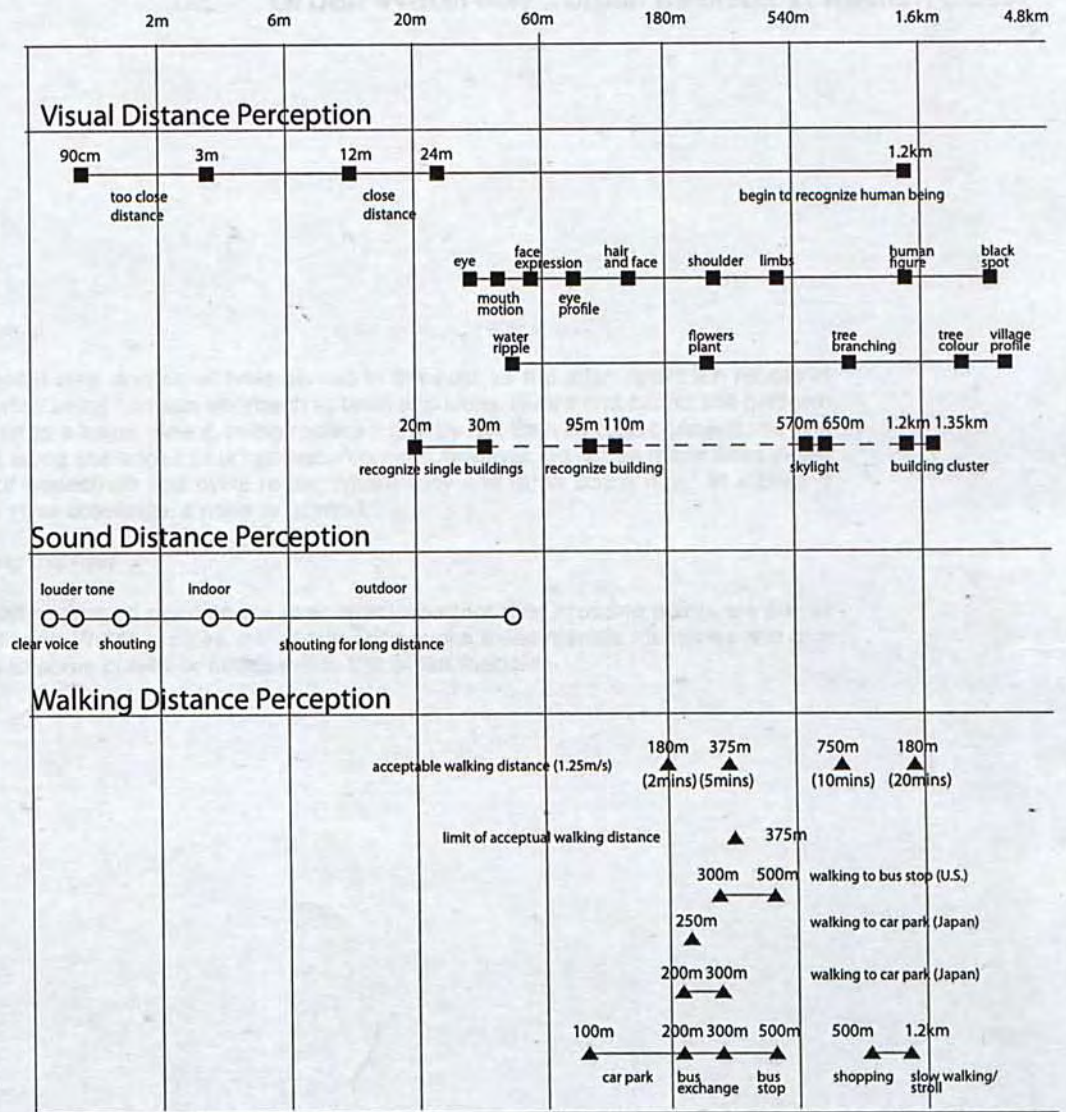 2m 6m 20m 60m 180m 540m 1.6km 4.8km
Visual Distance Perception
90cm 3m 12m 24m 1.2km
too close distance
close distance
begin to recognize human being
eye
face expression
hair and face
shoulder
limbs
human figure
black spot
mouth motion
eye profile
water ripple
flowers plant
tree branching
tree colour
village profile
20m 30m 95m 110m 570m 650m 1.2km 1.35km
recognize single buildings
recognize building
skylight
building cluster
Sound Distance Perception
louder tone
Indoor
outdoor
clear voice
shouting
shouting for long distance
Walking Distance Perception
180m 375m 750m 180m
acceptable walking distance (1.25m/s)
(2mins) (5mins) (10mins) (20mins)
limit of acceptual walking distance 375m
300m 500m walking to bus stop (U.S.)
250m walking to car park (Japan)
200m 300m walking to car park (Japan)
100m 200m 300m 500m 500m 1.2km
car park
bus exchange
bus stop
shopping
slow walking/ stroll